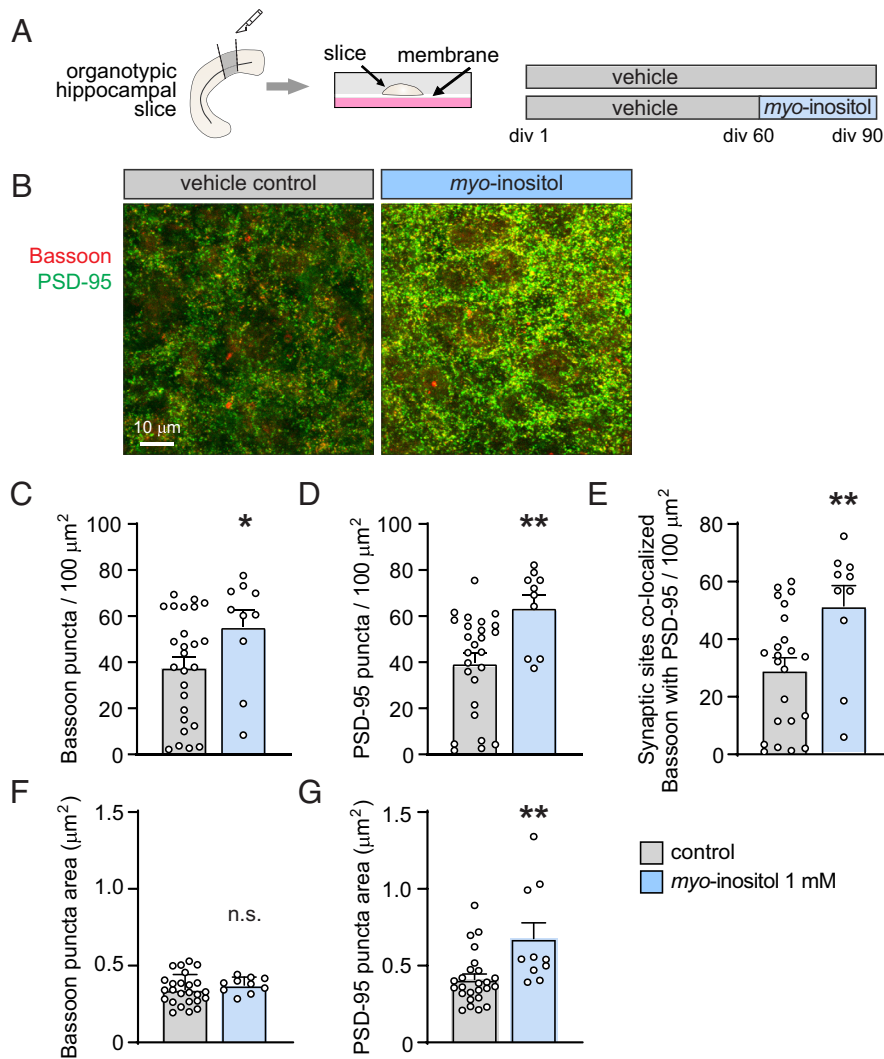 A
organotypic
hippocampal
slice
slice
membrane
vehicle
vehicle
myo-inositol
div 1
div 60
div 90
B
vehicle control
myo-inositol
Bassoon
PSD-95
10 μm
C
Bassoon puncta / 100 μm²
100
80
60
40
20
0
*
D
PSD-95 puncta / 100 μm²
100
80
60
40
20
0
**
E
Synaptic sites co-localized
Bassoon with PSD-95 / 100 μm²
80
60
40
20
0
**
F
Bassoon puncta area (μm²)
1.5
1.0
0.5
0
n.s.
G
PSD-95 puncta area (μm²)
1.5
1.0
0.5
0
**
control
myo-inositol 1 mM